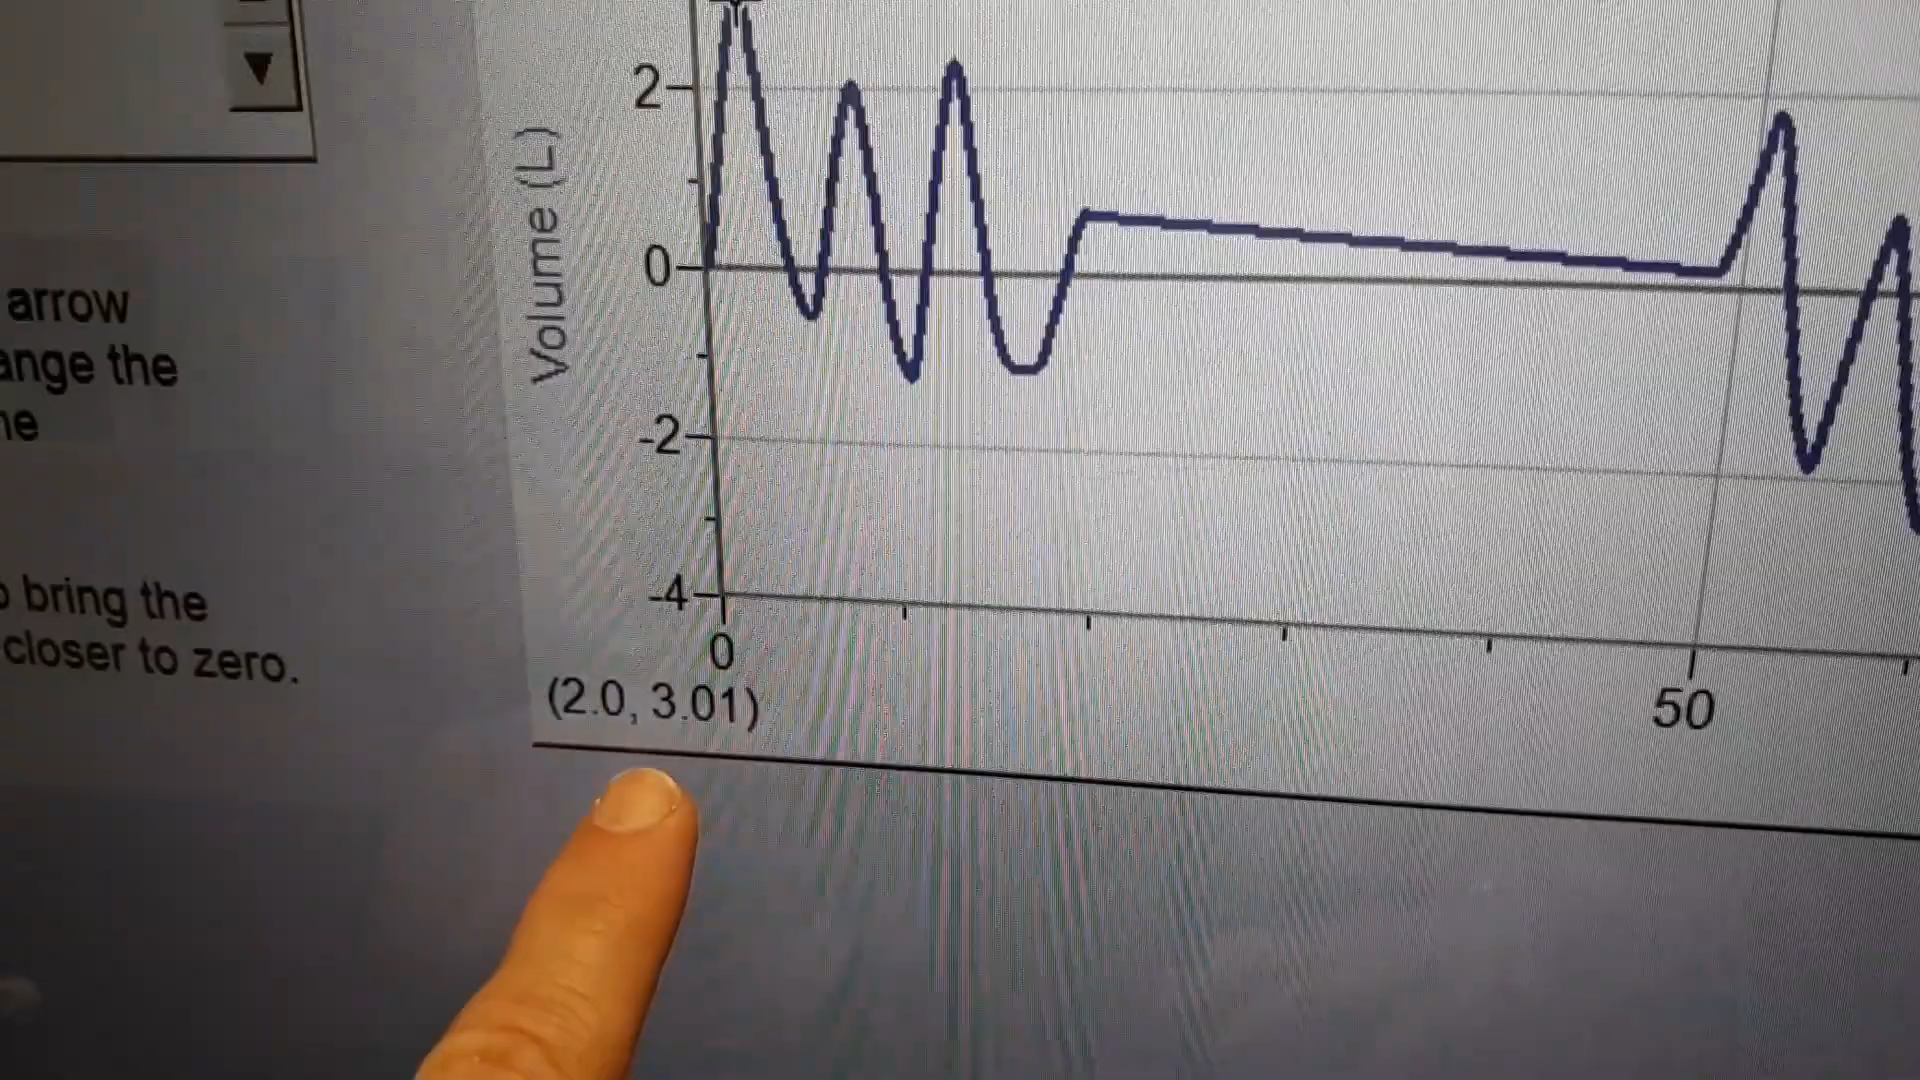 arrow
ange the
ne
bring the
closer to zero.
Volume (L)
2
0
-2
-4
0
50
(2.0, 3.01)